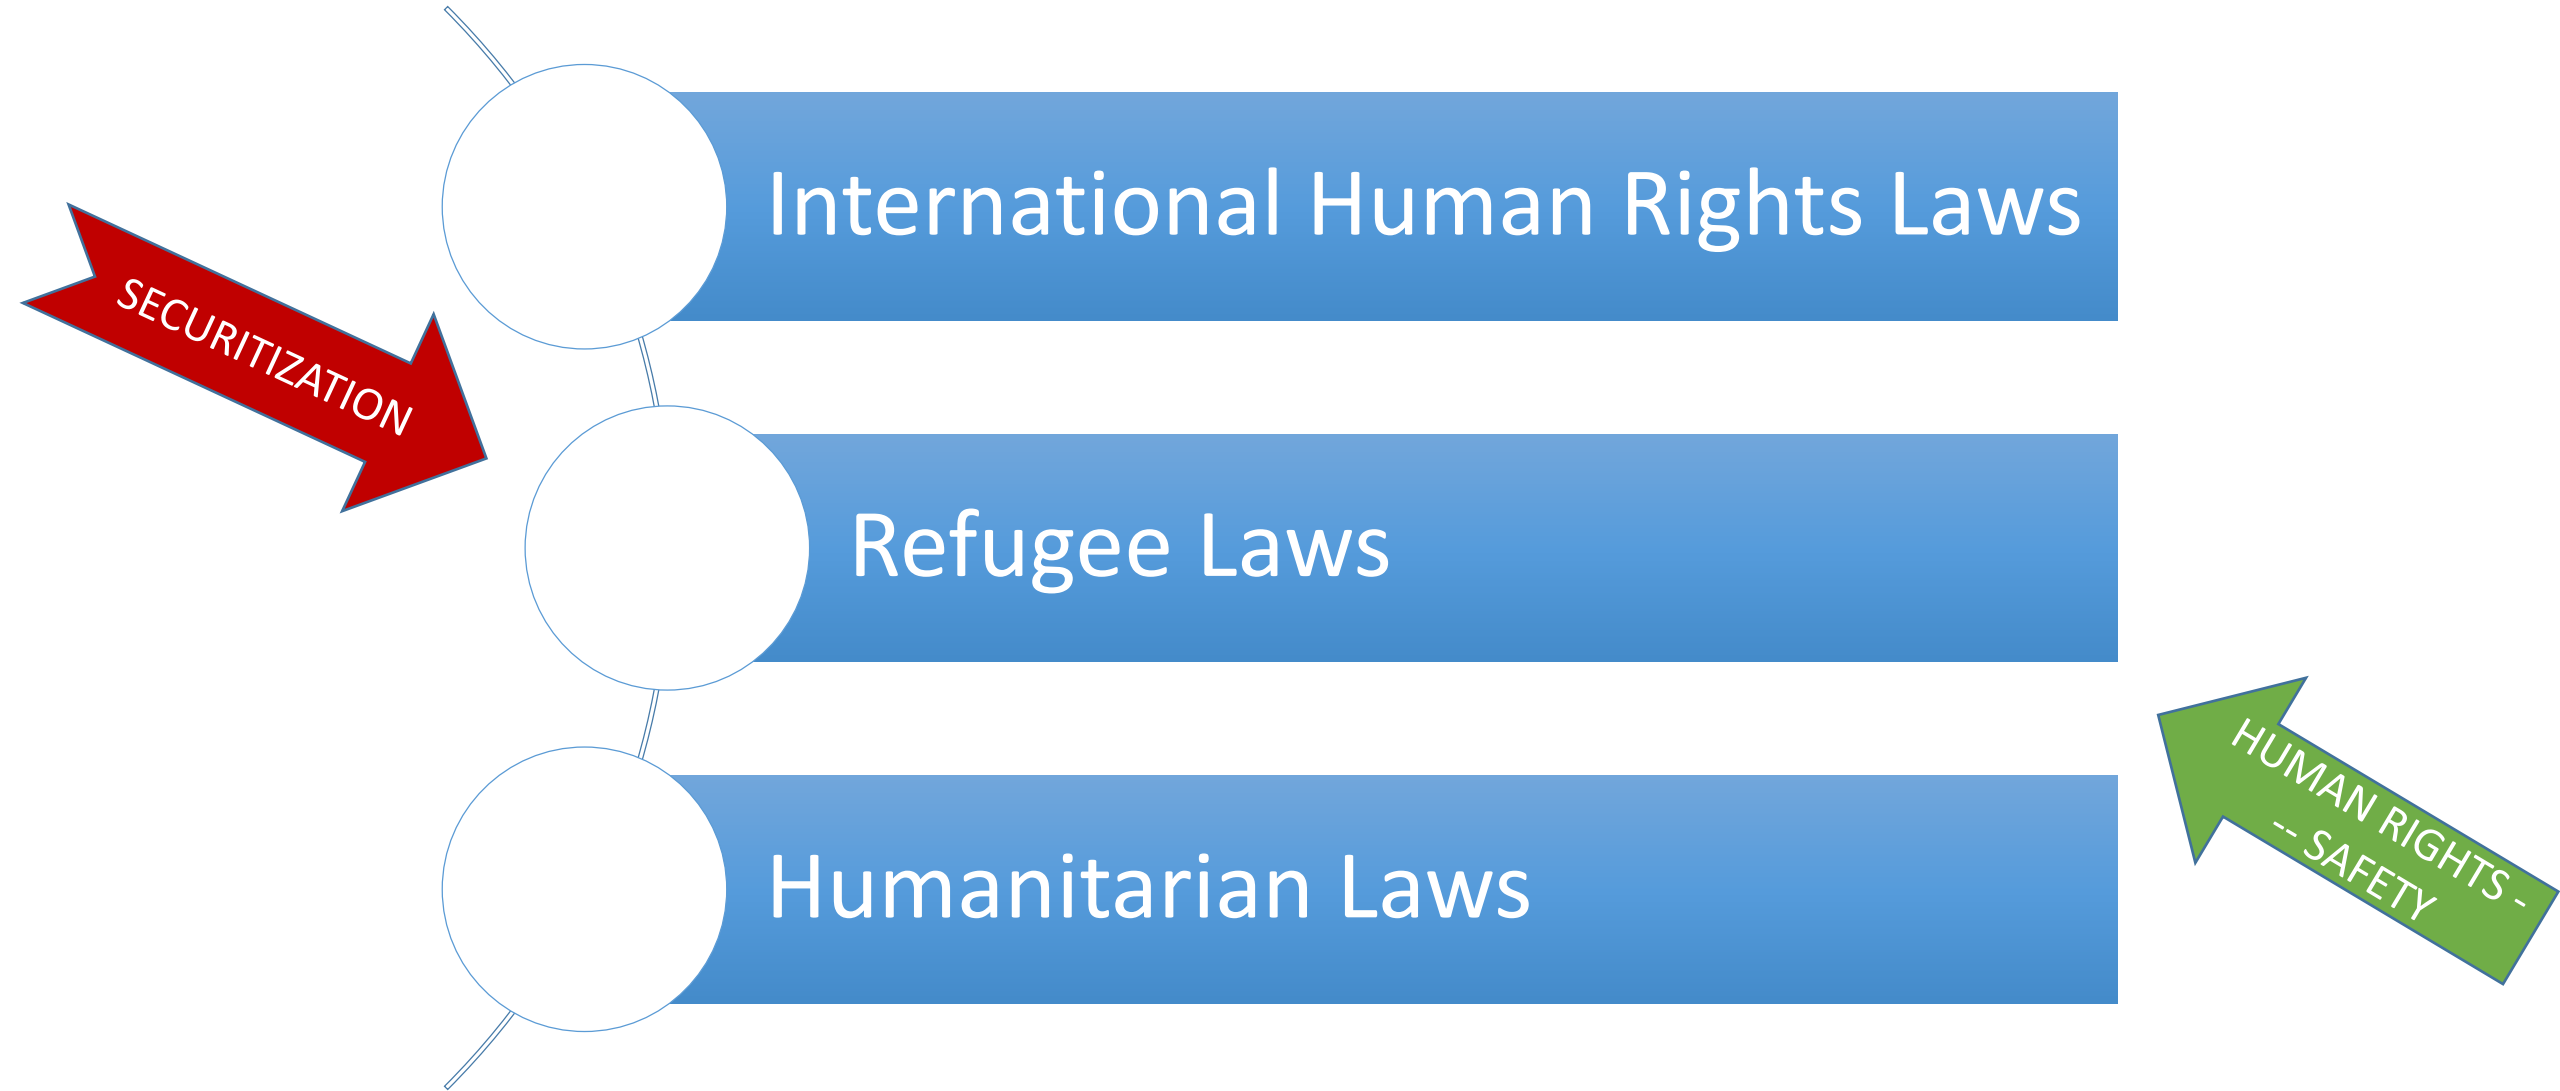 International Human Rights Laws
SECURITIZATION
Refugee Laws
HUMAN RIGHTS -
-- SAFETY
Humanitarian Laws